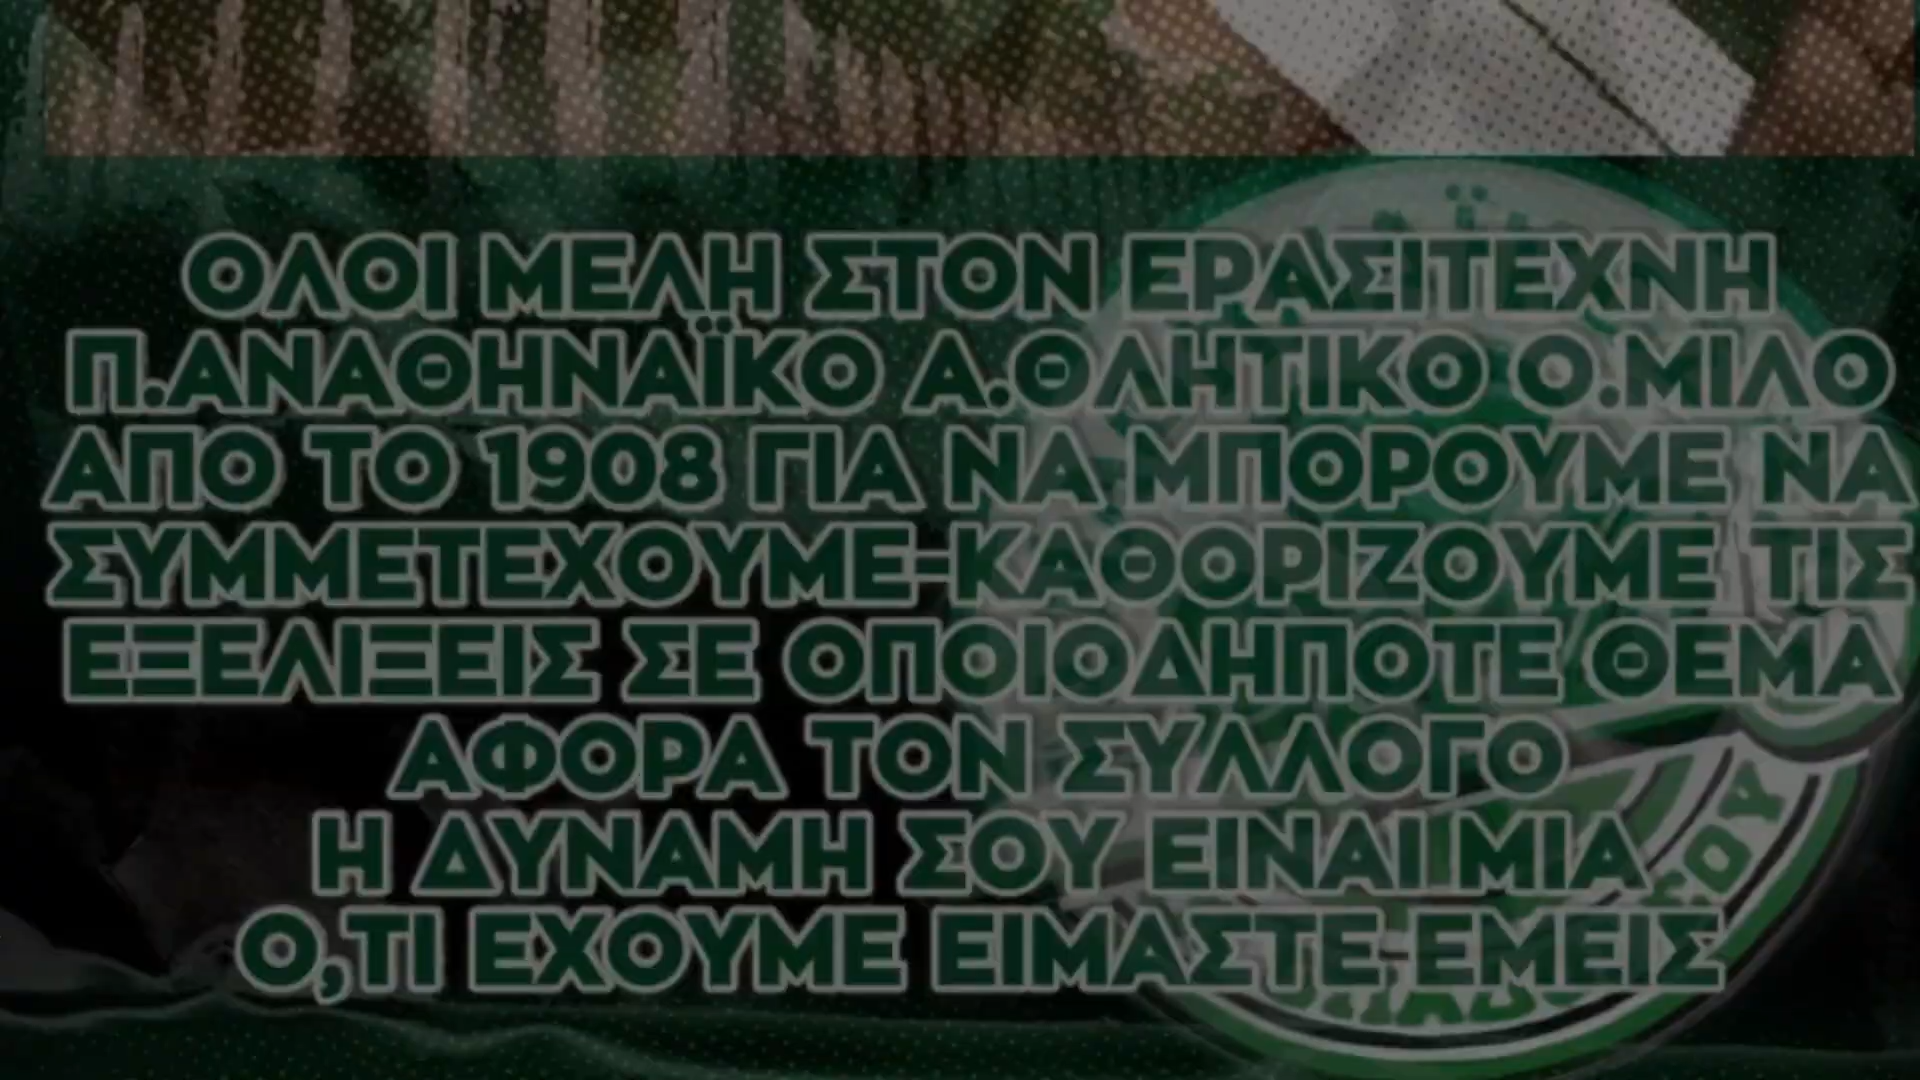 ΟΛΟΙ ΜΕΛΗ ΣΤΟΝ ΕΡΑΣΙΤΕΧΝΗ
Π.ΑΝΑΘΗΝΑΪΚΟ Α.ΘΛΗΤΙΚΟ Ο.ΜΙΛΟ
ΑΠΟ ΤΟ 1908 ΓΙΑ ΝΑ ΜΠΟΡΟΥΜΕ ΝΑ
ΣΥΜΜΕΤΕΧΟΥΜΕ-ΚΑΘΟΡΙΖΟΥΜΕ ΤΙΣ
ΕΞΕΛΙΞΕΙΣ ΣΕ ΟΠΟΙΟΔΗΠΟΤΕ ΘΕΜΑ
ΑΦΟΡΑ ΤΟΝ ΣΥΛΛΟΓΟ
Η ΔΥΝΑΜΗ ΣΟΥ ΕΙΝΑΙ ΜΙΑ
Ο,ΤΙ ΕΧΟΥΜΕ ΕΙΜΑΣΤΕ ΕΜΕΙΣ